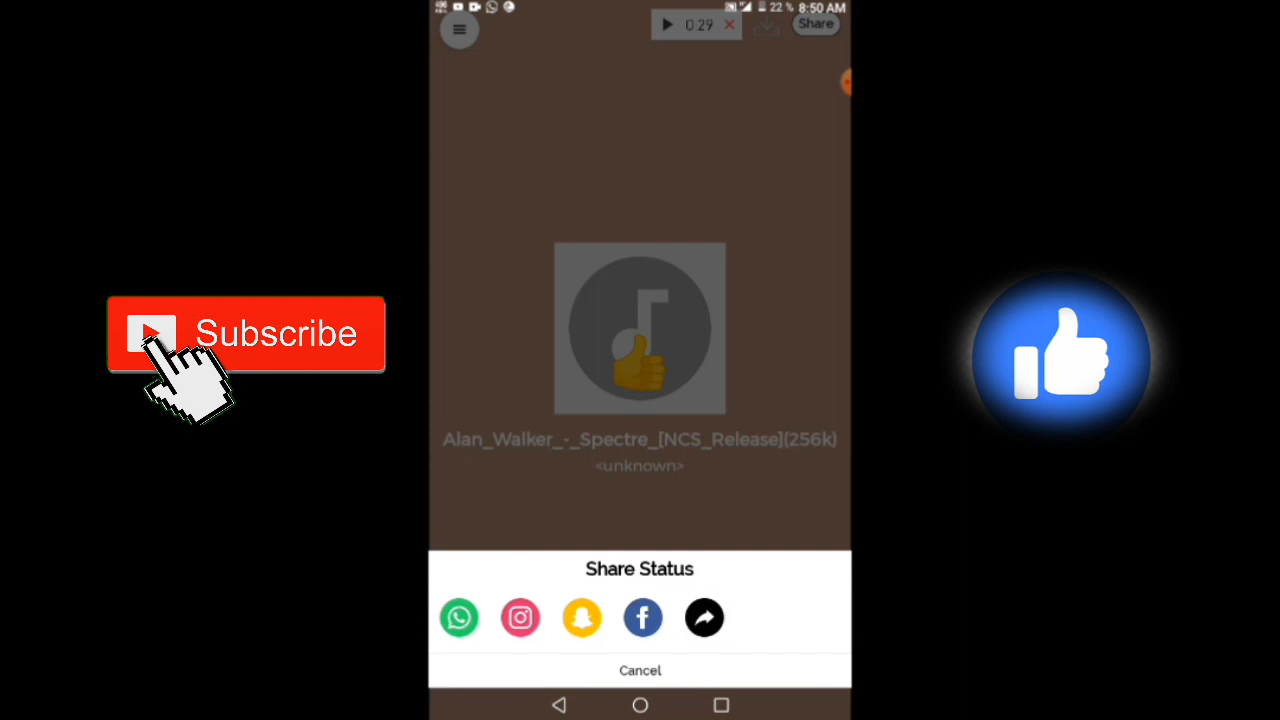 22 % 8:50 AM
0:29
Share
Subscribe
Alan_Walker_-_Spectre_[NCS_Release](256k)
<unknown>
Share Status
Cancel